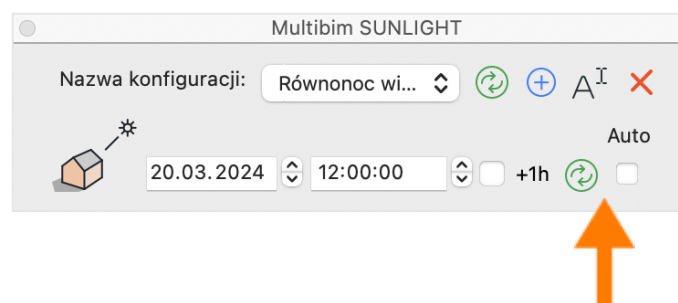 Multibim SUNLIGHT
Nazwa konfiguracji: Równonoc wi... A
Auto
20.03.2024 12:00:00 +1h